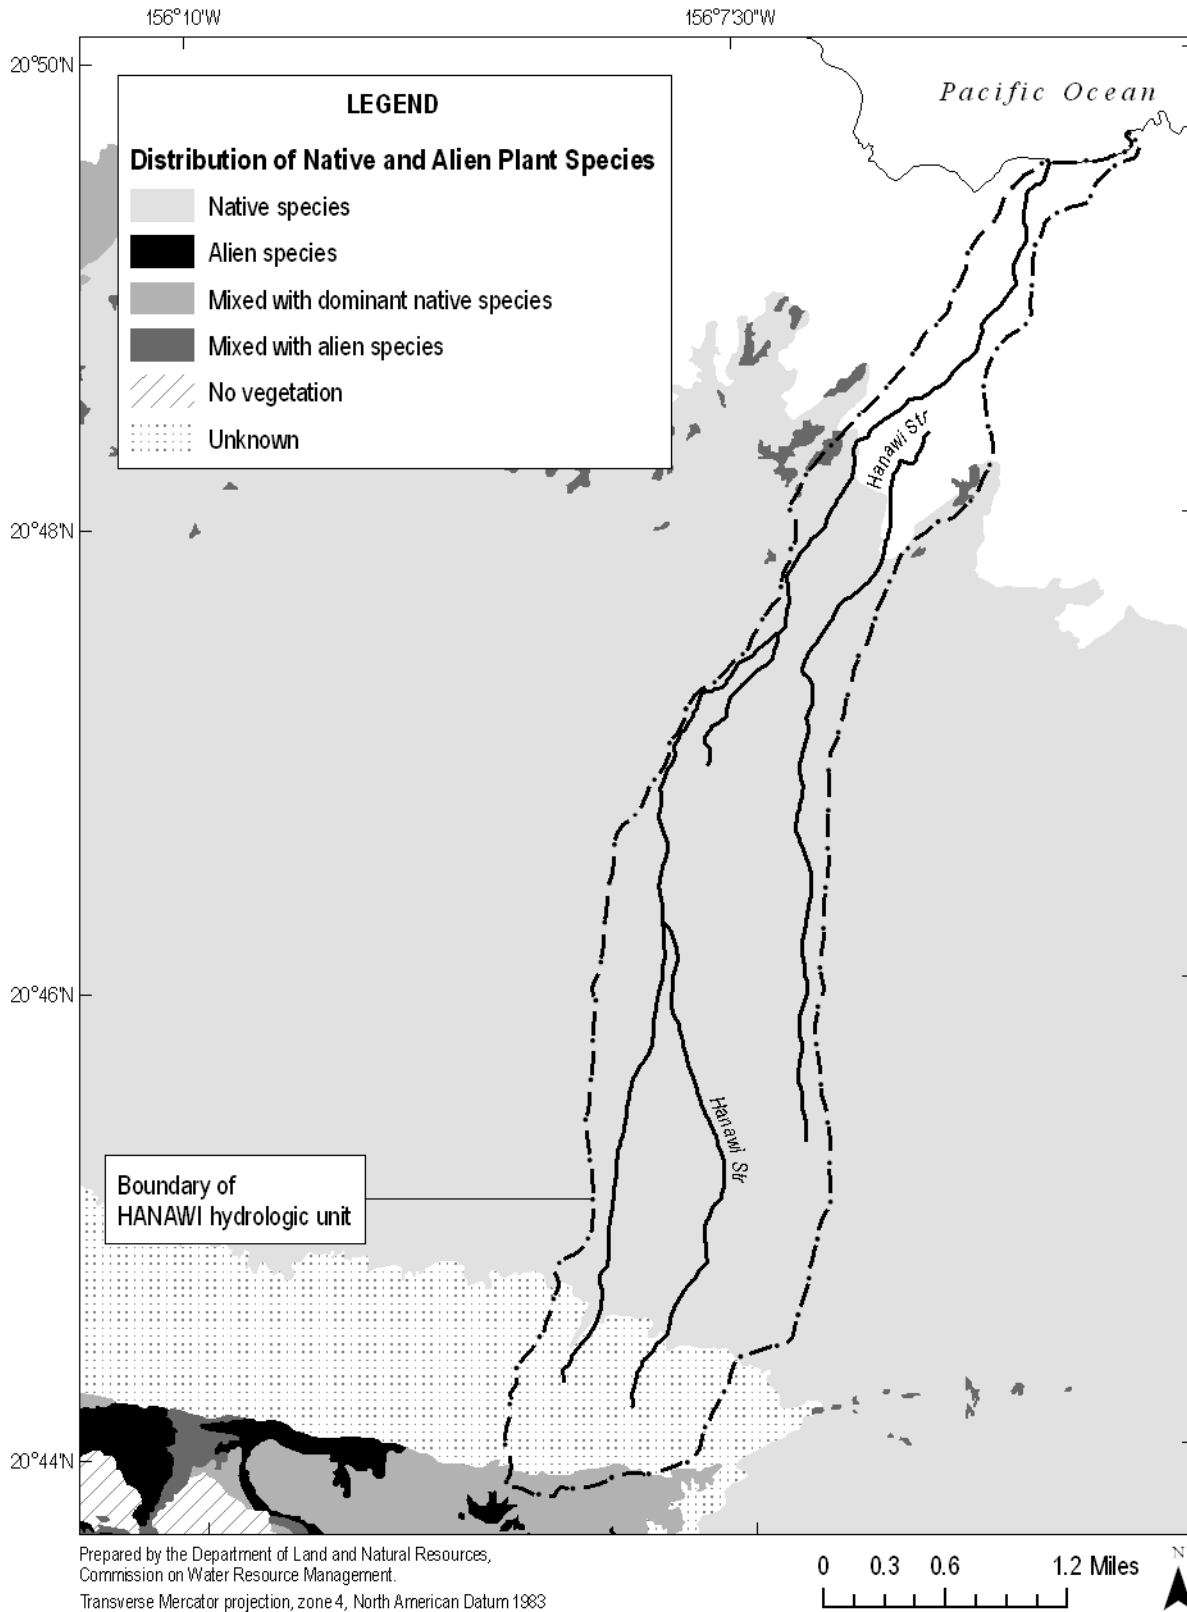 156°10'W
156°7'30"W
20°50'N
Pacific Ocean
LEGEND
Distribution of Native and Alien Plant Species
Native species
Alien species
Mixed with dominant native species
Mixed with alien species
No vegetation
Unknown
Hanawi Str
20°48'N
20°46'N
Hanawi Str
Boundary of
HANAWI hydrologic unit
20°44'N
Prepared by the Department of Land and Natural Resources,
Commission on Water Resource Management.
Transverse Mercator projection, zone 4, North American Datum 1983
0 0.3 0.6 1.2 Miles
N